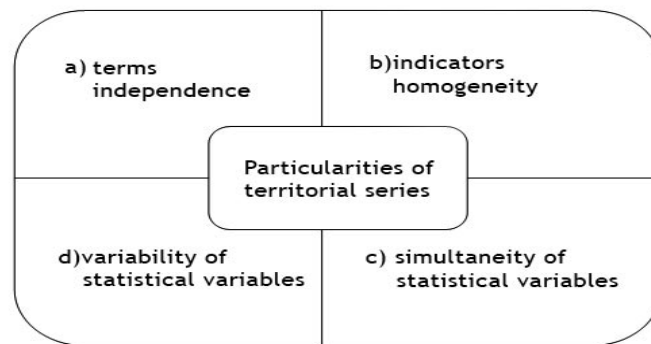 a) terms
independence
b)indicators
homogeneity
Particularities of
territorial series
d)variability of
statistical variables
c) simultaneity of
statistical variables